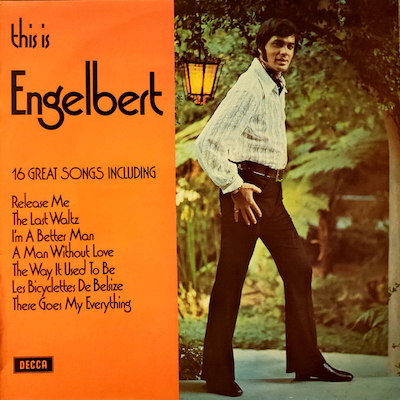 this is
Engelbert
16 GREAT SONGS INCLUDING
Release Me
The Last Waltz
I'm A Better Man
A Man Without Love
The Way It Used To Be
Les Bicyclettes De Belsize
There Goes My Everything
DECCA